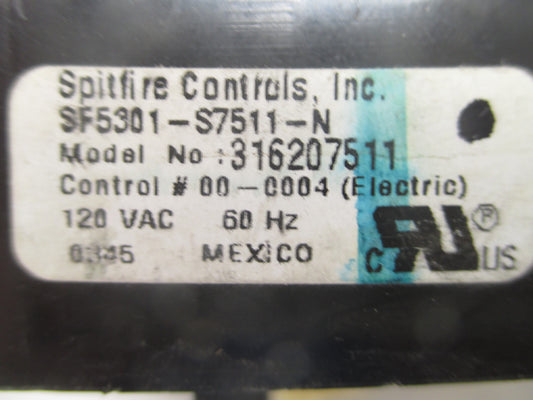 Spitfire Controls, Inc.
SF5301-S7511-N
Model No :316207511
Control # 00-0004 (Electric)
120 VAC 60 Hz
0345 MEXICO
C RU ® US